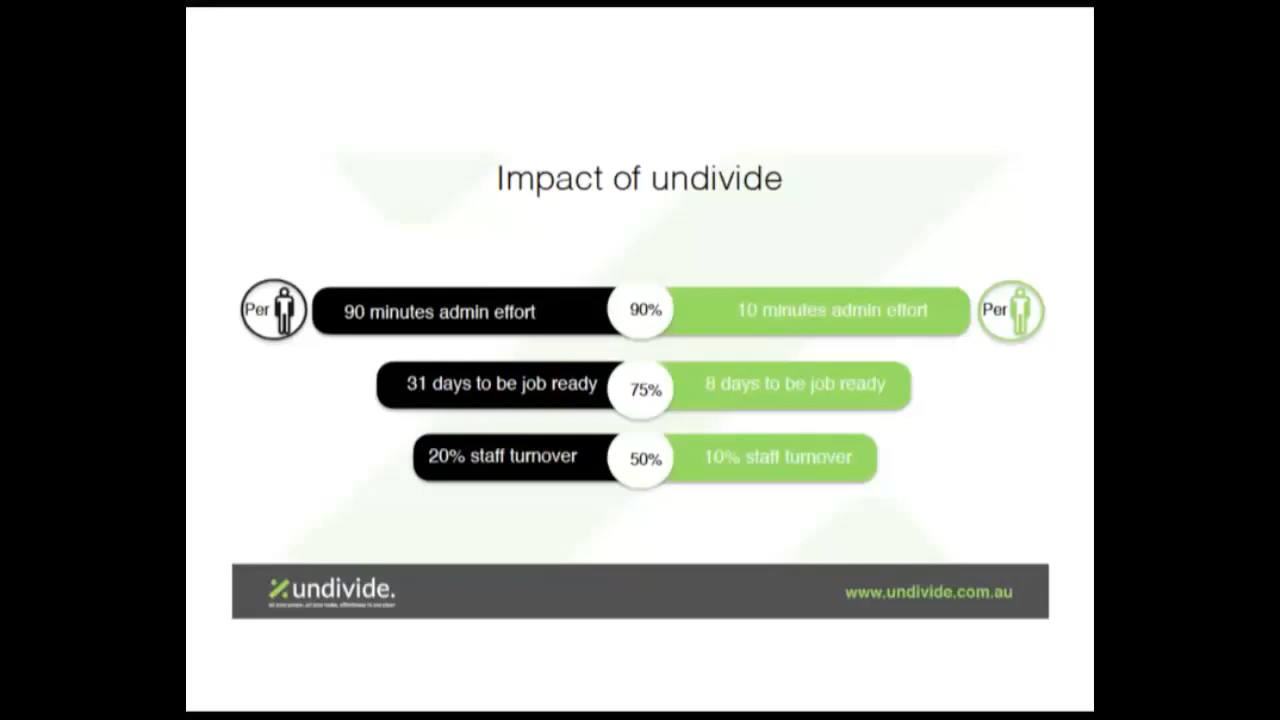 Impact of undivide
Per
90 minutes admin effort
90%
10 minutes admin effort
Per
31 days to be job ready
75%
8 days to be job ready
20% staff turnover
50%
10% staff turnover
undivide.
www.undivide.com.au